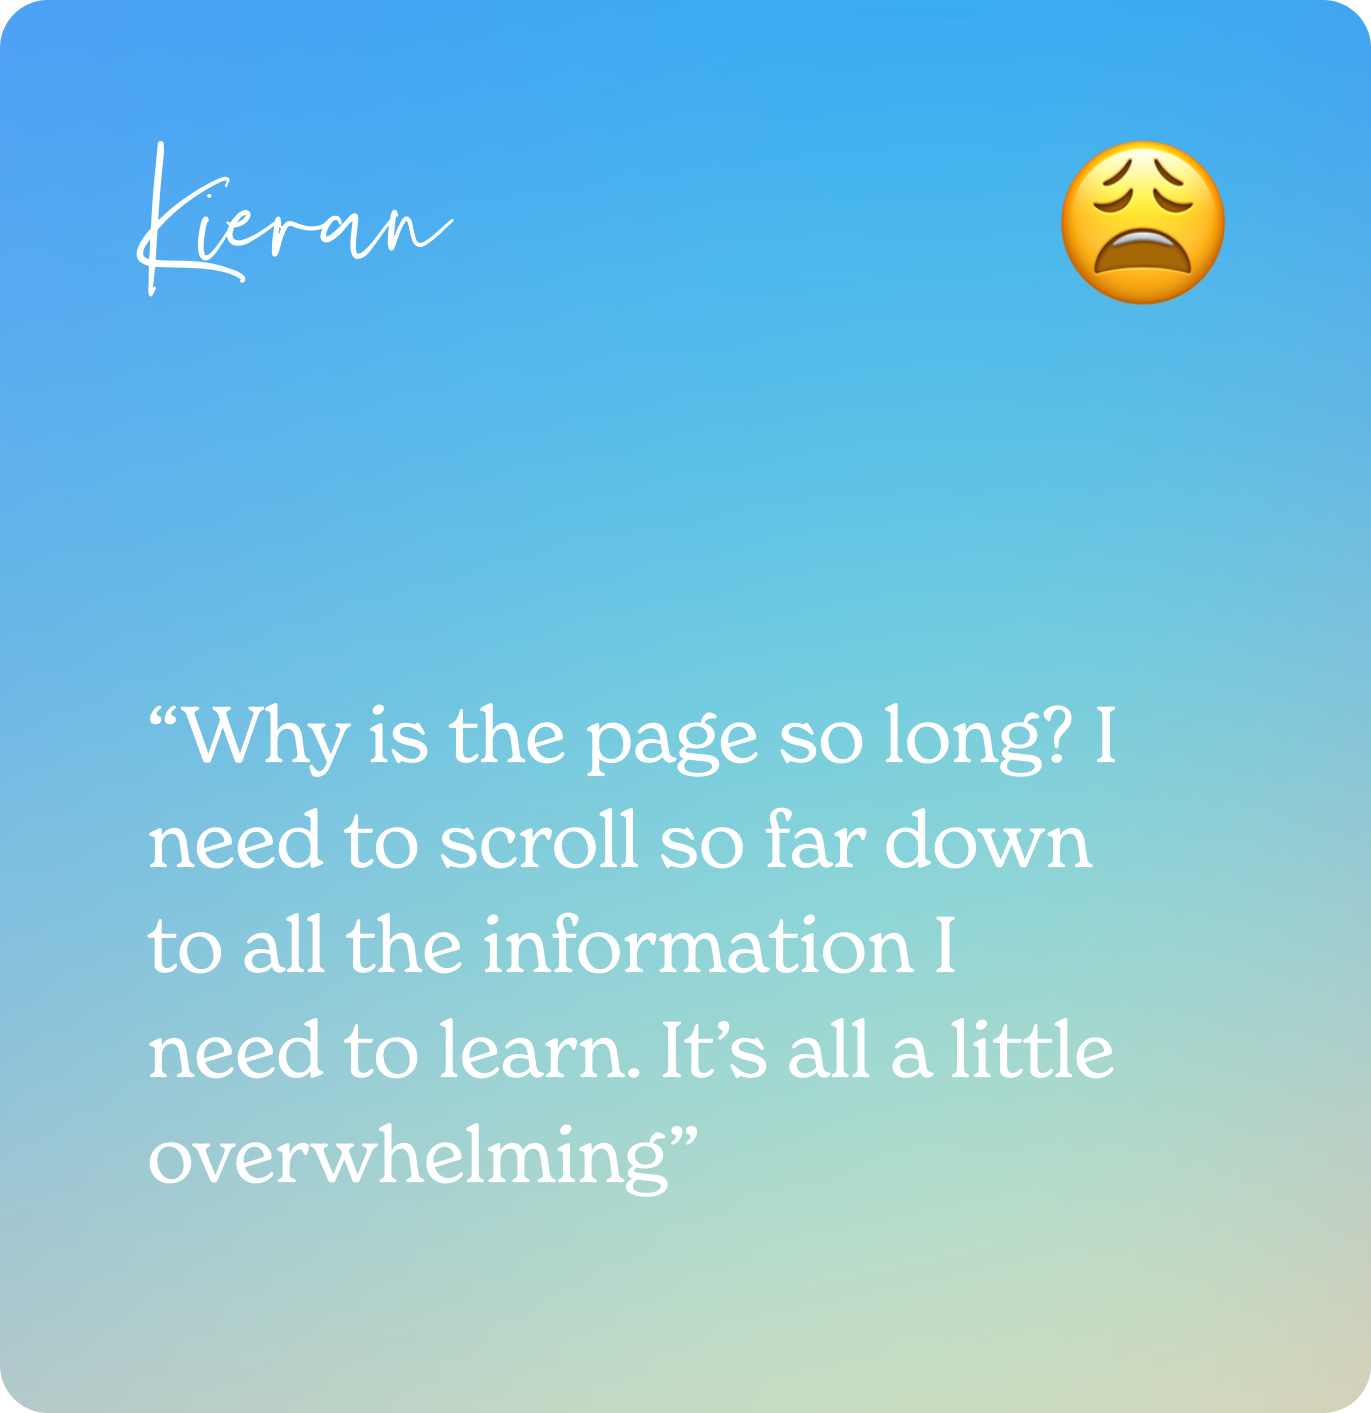 Kieran
“Why is the page so long? I
need to scroll so far down
to all the information I
need to learn. It’s all a little
overwhelming”